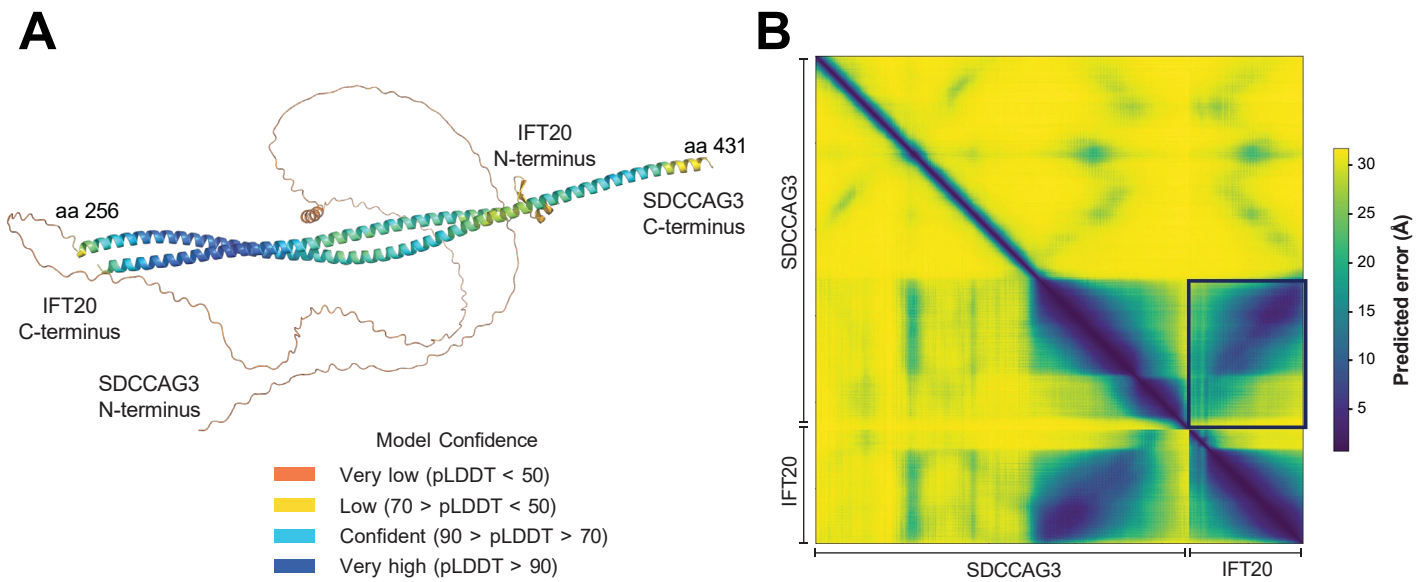 A
B
IFT20
N-terminus
aa 431
SDCCAG3
C-terminus
aa 256
IFT20
C-terminus
SDCCAG3
N-terminus
Model Confidence
Very low (pLDDT < 50)
Low (70 > pLDDT < 50)
Confident (90 > pLDDT > 70)
Very high (pLDDT > 90)
SDCCAG3
IFT20
SDCCAG3
IFT20
30
25
20
15
10
5
Predicted error (Å)